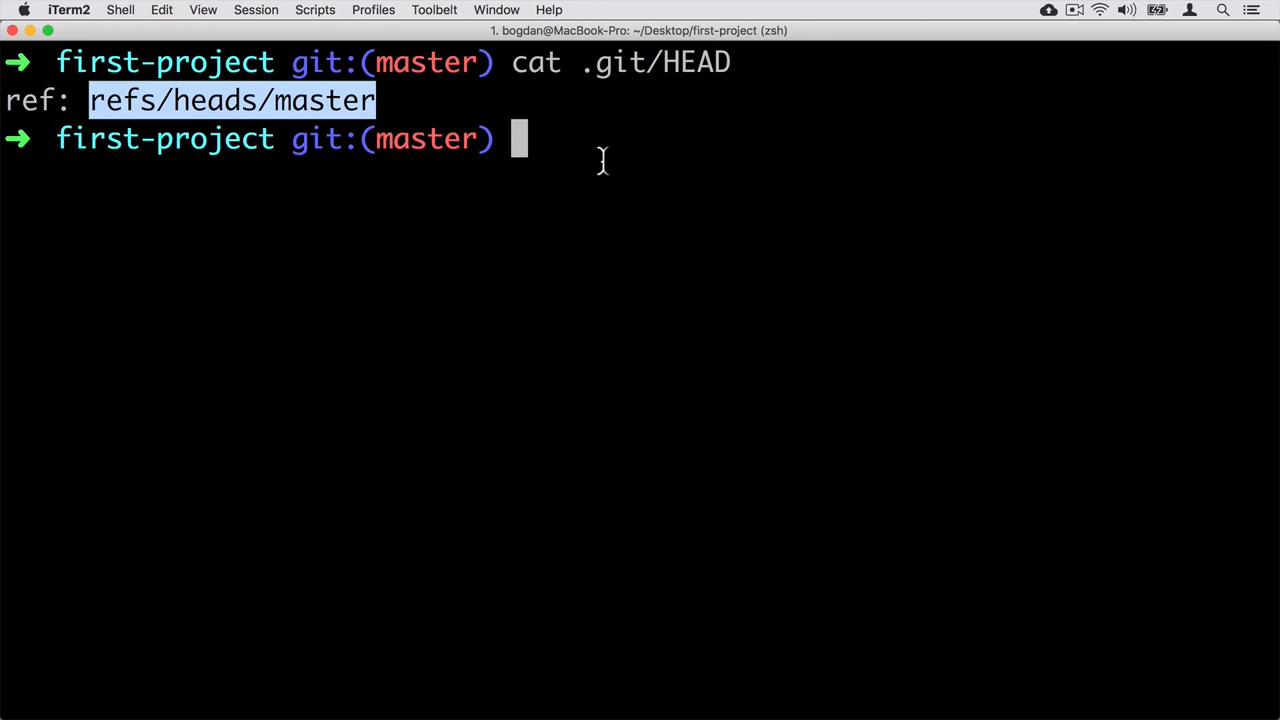 iTerm2 Shell Edit View Session Scripts Profiles Toolbelt Window Help
1. bogdan@MacBook-Pro: ~/Desktop/first-project (zsh)
➜ first-project git:(master) cat .git/HEAD
ref: refs/heads/master
➜ first-project git:(master)